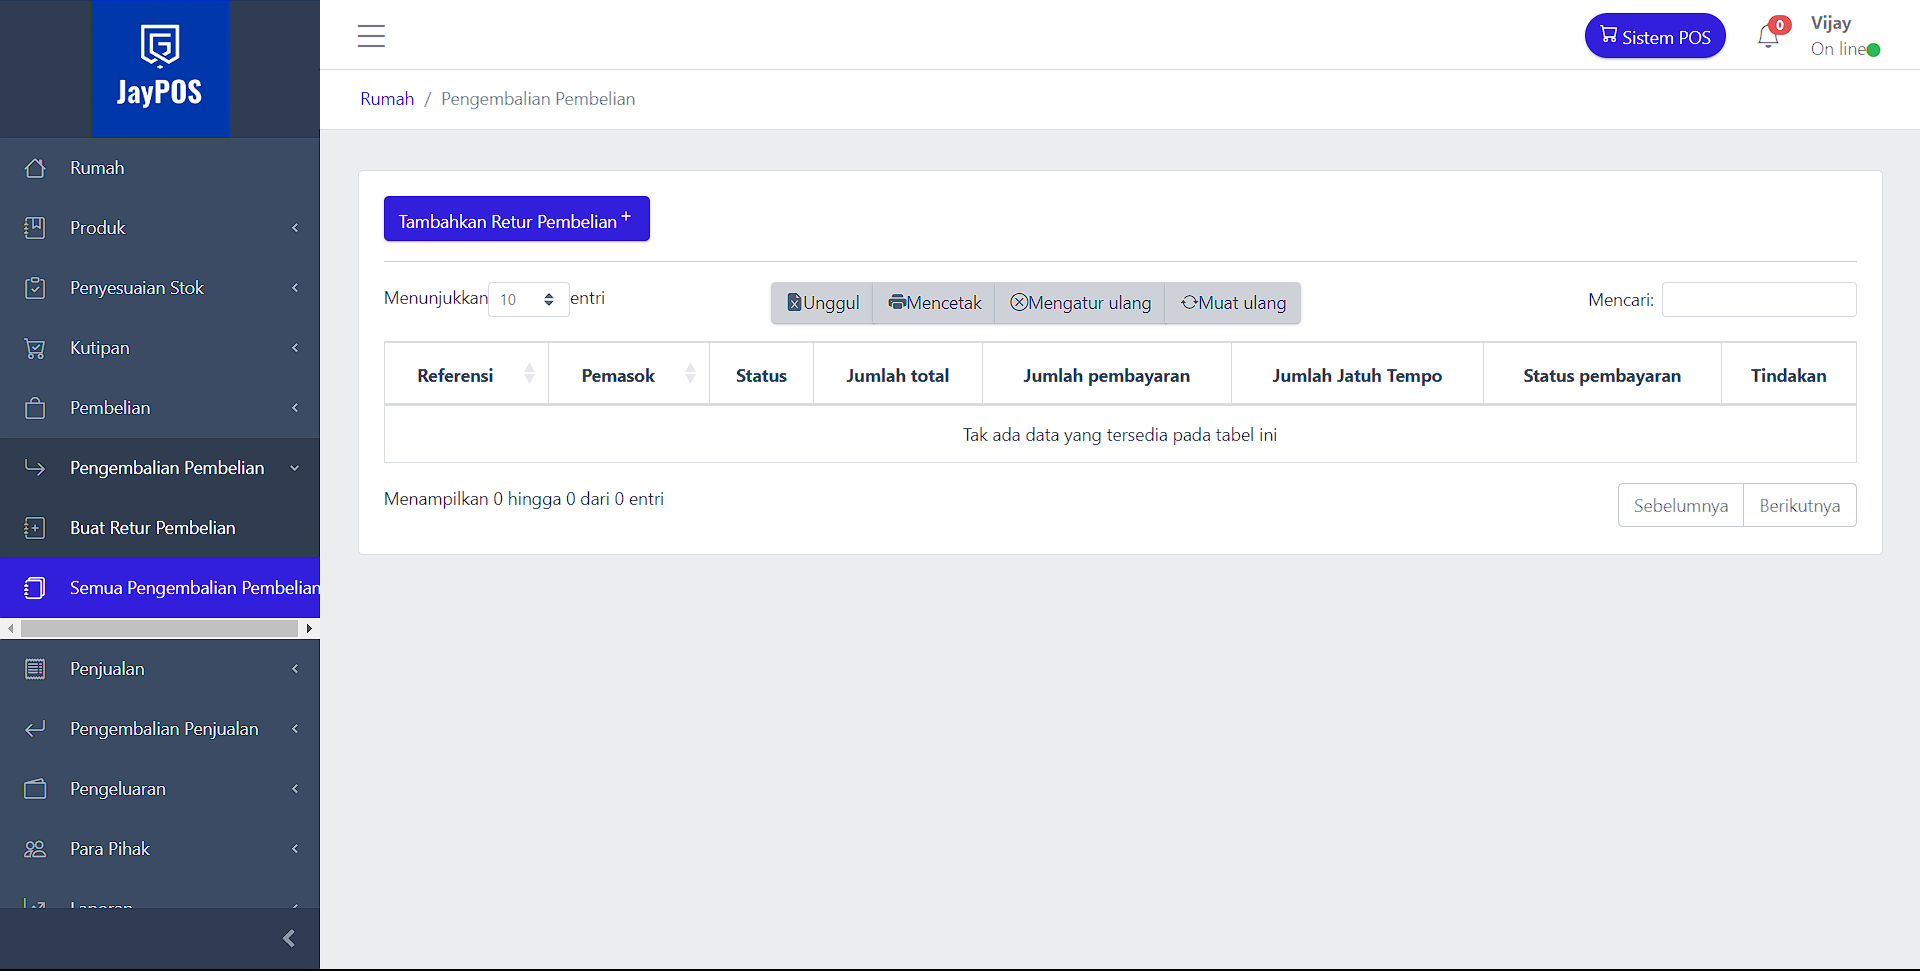 JayPOS
Sistem POS
0
Vijay
On line
Rumah / Pengembalian Pembelian
Rumah
Produk
Penyesuaian Stok
Kutipan
Pembelian
Pengembalian Pembelian
Buat Retur Pembelian
Semua Pengembalian Pembelian
Penjualan
Pengembalian Penjualan
Pengeluaran
Para Pihak
Laporan
Tambahkan Retur Pembelian +
Menunjukkan 10 entri
Unggul Mencetak Mengatur ulang Muat ulang
Mencari:
Referensi Pemasok Status Jumlah total Jumlah pembayaran Jumlah Jatuh Tempo Status pembayaran Tindakan
Tak ada data yang tersedia pada tabel ini
Menampilkan 0 hingga 0 dari 0 entri
Sebelumnya Berikutnya